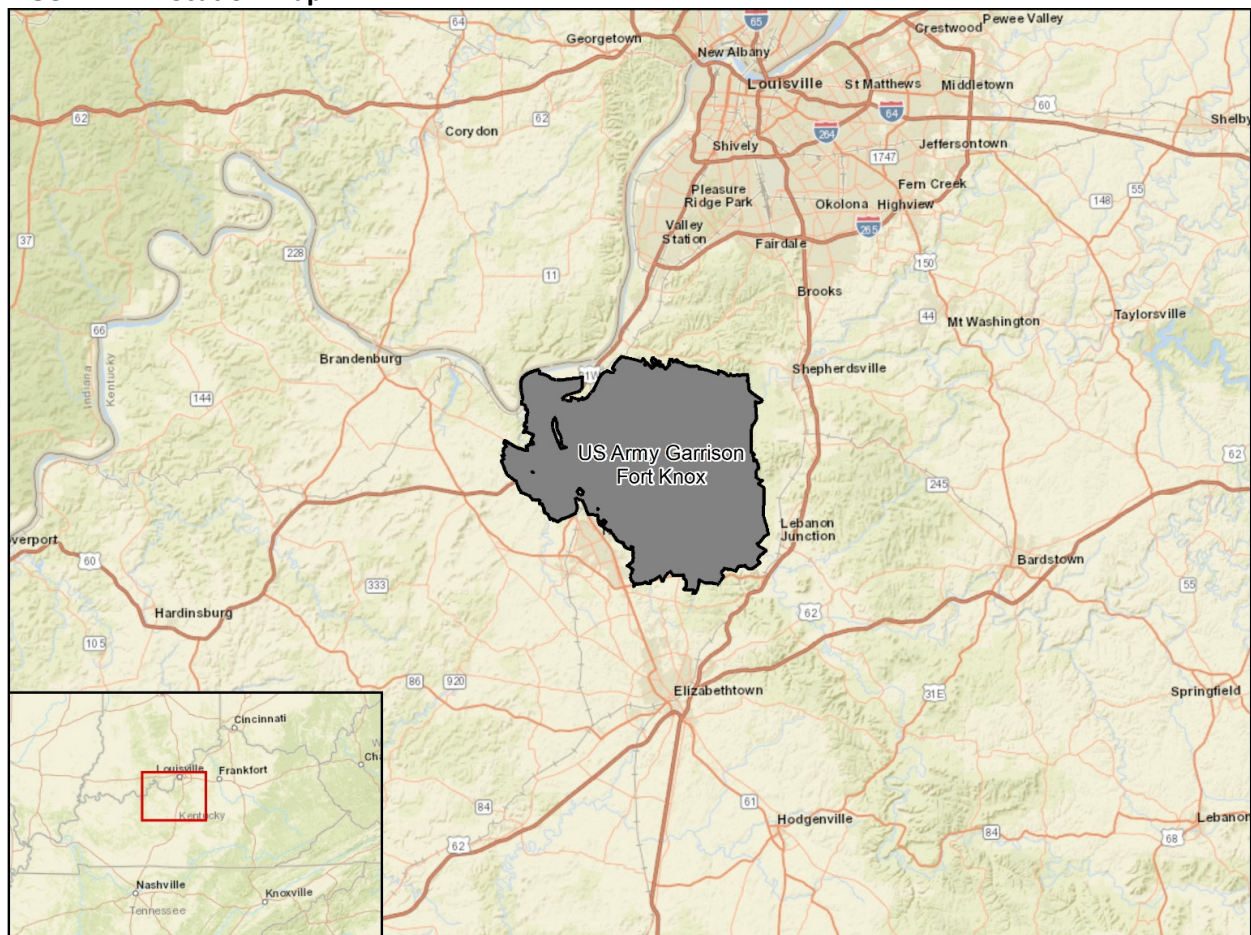 65
64
Georgetown
Crestwood
Pewee Valley
New Albany
Louisville
St Matthews
Middletown
62
62
Corydon
64
60
Shelby
264
Shively
1747
Jeffersontown
Fern Creek
55
Pleasure
Ridge Park
Okolona
Highview
148
37
Valley
Station
265
Fairdale
228
11
150
Brooks
44
Mt Washington
Taylorsville
66
Indiana
Kentucky
Brandenburg
Shepherdsville
144
US Army Garrison
Fort Knox
62
245
Lebanon
Junction
verport
60
Bardstown
333
55
Hardinsburg
62
105
86
920
Elizabethtown
31E
Springfield
Cincinnati
Louisville
Frankfort
Kentucky
Nashville
Tennessee
Knoxville
84
61
Hodgenville
62
84
68
Lebanon